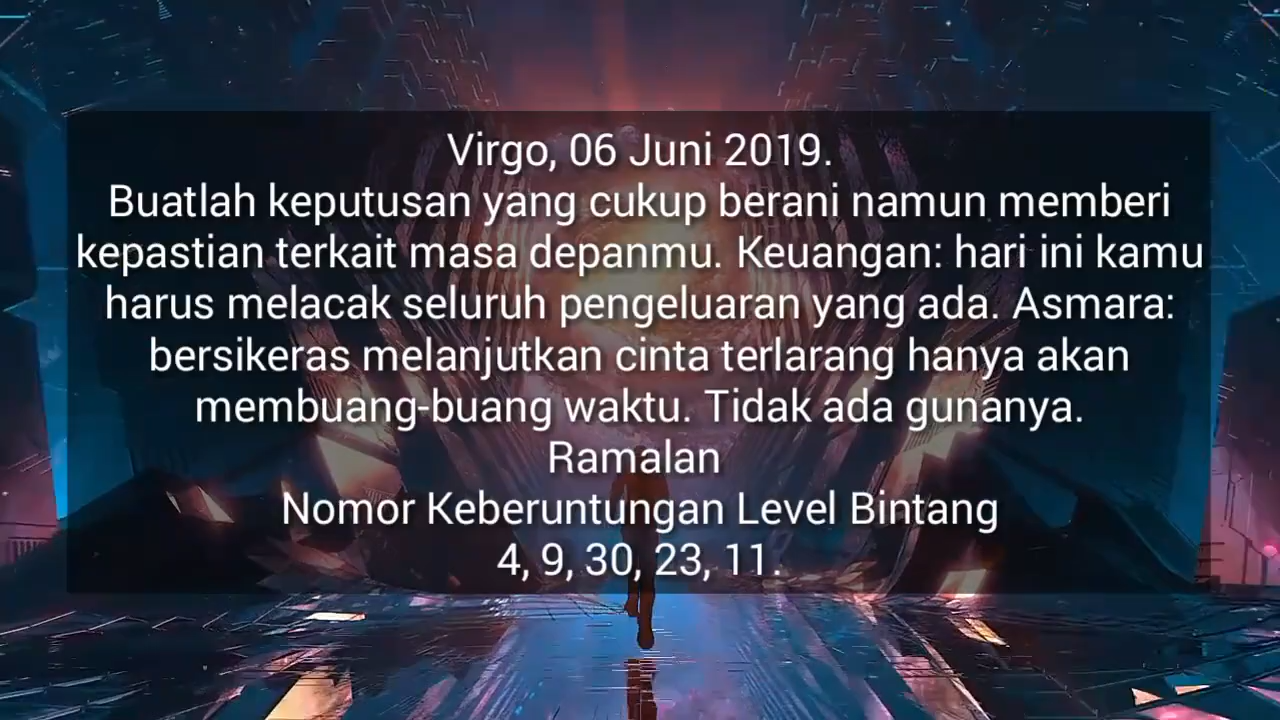 Virgo, 06 Juni 2019.
Buatlah keputusan yang cukup berani namun memberi
kepastian terkait masa depanmu. Keuangan: hari ini kamu
harus melacak seluruh pengeluaran yang ada. Asmara:
bersikeras melanjutkan cinta terlarang hanya akan
membuang-buang waktu. Tidak ada gunanya.
Ramalan
Nomor Keberuntungan Level Bintang
4, 9, 30, 23, 11.